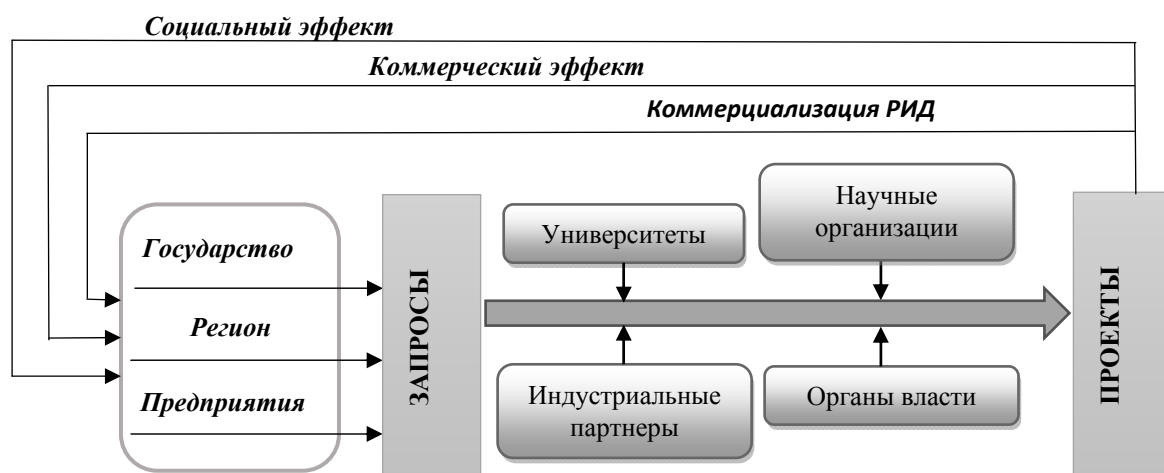 Социальный эффект
Коммерческий эффект
Коммерциализация РИД
Государство
Регион
Предприятия
ЗАПРОСЫ
Университеты
Научные
организации
Индустриальные
партнеры
Органы власти
ПРОЕКТЫ